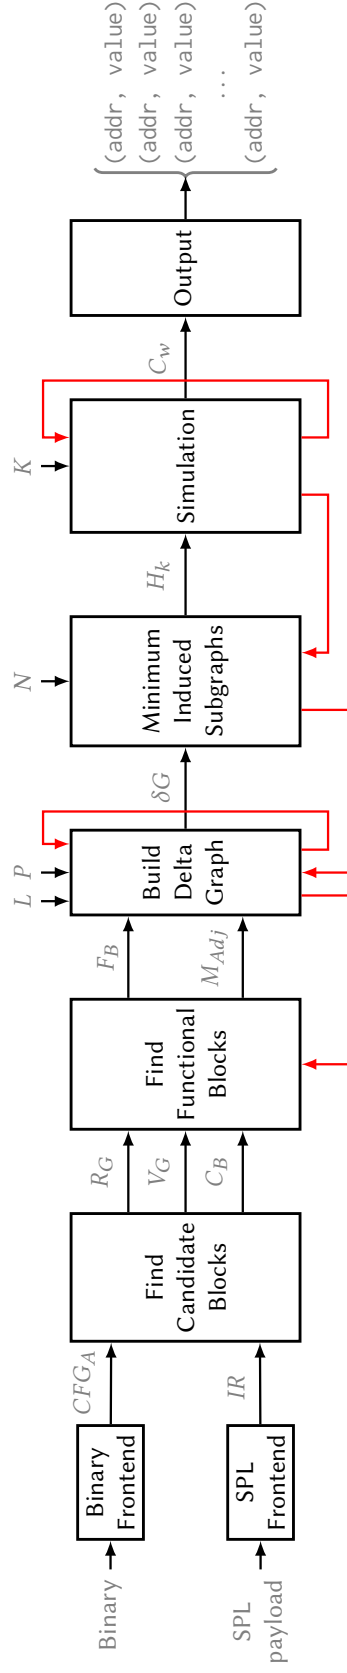 Binary
SPL
payload
Binary
Frontend
SPL
Frontend
CFG_A
IR
Find
Candidate
Blocks
R_G
V_G
C_B
Find
Functional
Blocks
F_B
M_{Adj}
L
P
Build
Delta
Graph
δG
N
Minimum
Induced
Subgraphs
H_k
K
Simulation
C_w
Output
(addr, value)
(addr, value)
(addr, value)
...
(addr, value)